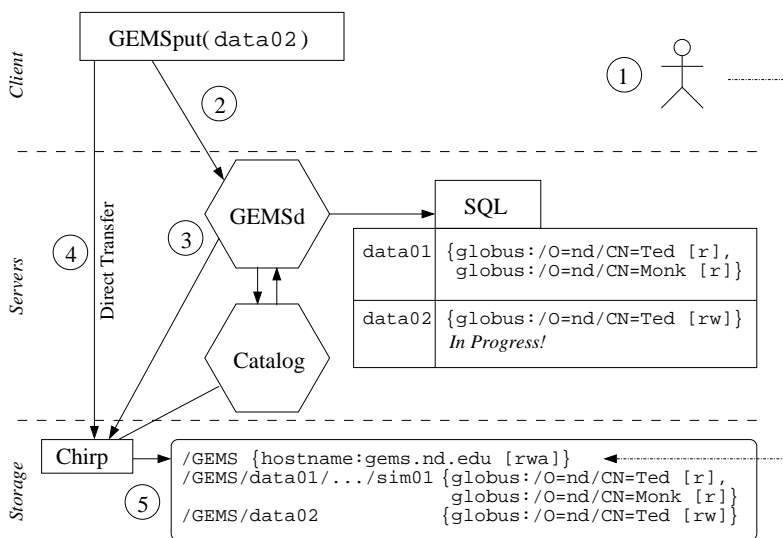 GEMSput(data02)
Client
1
2
Servers
GEMSd
SQL
4
Direct Transfer
3
data01 {globus:/O=nd/CN=Ted [r],
globus:/O=nd/CN=Monk [r]}
data02 {globus:/O=nd/CN=Ted [rw]}
In Progress!
Catalog
Storage
Chirp
5
/GEMS {hostname:gems.nd.edu [rwa]}
/GEMS/data01/.../sim01 {globus:/O=nd/CN=Ted [r],
globus:/O=nd/CN=Monk [r]}
/GEMS/data02 {globus:/O=nd/CN=Ted [rw]}